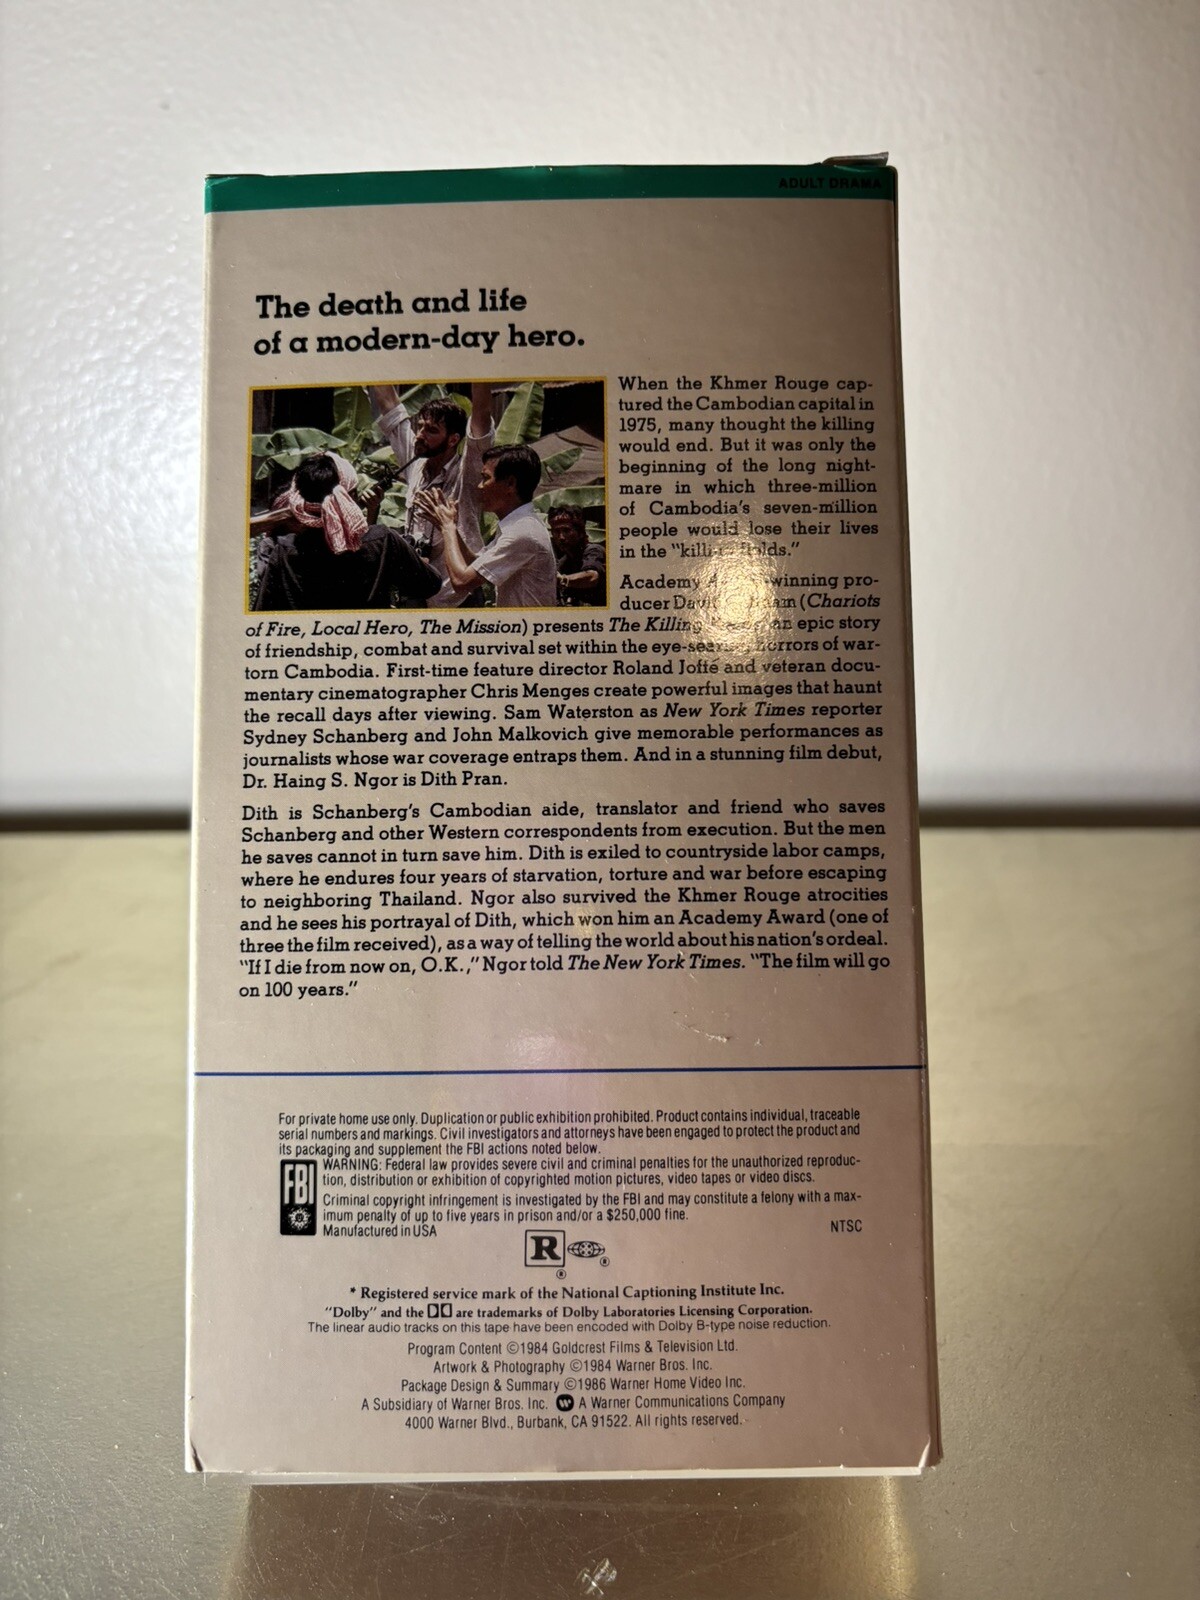 ADULT DRAMA
The death and life
of a modern-day hero.
When the Khmer Rouge cap-
tured the Cambodian capital in
1975, many thought the killing
would end. But it was only the
beginning of the long night-
mare in which three-million
of Cambodia's seven-million
people would lose their lives
in the "killing fields."
Academy winning pro-
ducer David (Chariots
of Fire, Local Hero, The Mission) presents The Killing an epic story
of friendship, combat and survival set within the eye-searing horrors of war-
torn Cambodia. First-time feature director Roland Joffé and veteran docu-
mentary cinematographer Chris Menges create powerful images that haunt
the recall days after viewing. Sam Waterston as New York Times reporter
Sydney Schanberg and John Malkovich give memorable performances as
journalists whose war coverage entraps them. And in a stunning film debut,
Dr. Haing S. Ngor is Dith Pran.
Dith is Schanberg's Cambodian aide, translator and friend who saves
Schanberg and other Western correspondents from execution. But the men
he saves cannot in turn save him. Dith is exiled to countryside labor camps,
where he endures four years of starvation, torture and war before escaping
to neighboring Thailand. Ngor also survived the Khmer Rouge atrocities
and he sees his portrayal of Dith, which won him an Academy Award (one of
three the film received), as a way of telling the world about his nation's ordeal.
"If I die from now on, O.K.," Ngor told The New York Times. "The film will go
on 100 years."
For private home use only. Duplication or public exhibition prohibited. Product contains individual, traceable
serial numbers and markings. Civil investigators and attorneys have been engaged to protect the product and
its packaging and supplement the FBI actions noted below.
FBI
WARNING: Federal law provides severe civil and criminal penalties for the unauthorized reproduc-
tion, distribution or exhibition of copyrighted motion pictures, video tapes or video discs.
Criminal copyright infringement is investigated by the FBI and may constitute a felony with a max-
imum penalty of up to five years in prison and/or a $250,000 fine.
Manufactured in USA
NTSC
R ® ®
* Registered service mark of the National Captioning Institute Inc.
"Dolby" and the are trademarks of Dolby Laboratories Licensing Corporation.
The linear audio tracks on this tape have been encoded with Dolby B-type noise reduction.
Program Content ©1984 Goldcrest Films & Television Ltd.
Artwork & Photography ©1984 Warner Bros. Inc.
Package Design & Summary ©1986 Warner Home Video Inc.
A Subsidiary of Warner Bros. Inc. A Warner Communications Company
4000 Warner Blvd., Burbank, CA 91522. All rights reserved.